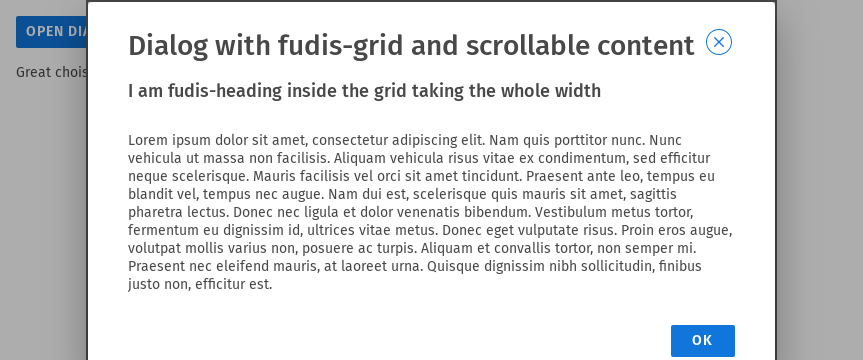 OPEN DIA
Great chois
Dialog with fudis-grid and scrollable content
I am fudis-heading inside the grid taking the whole width
Lorem ipsum dolor sit amet, consectetur adipiscing elit. Nam quis porttitor nunc. Nunc
vehicula ut massa non facilisis. Aliquam vehicula risus vitae ex condimentum, sed efficitur
neque scelerisque. Mauris facilisis vel orci sit amet tincidunt. Praesent ante leo, tempus eu
blandit vel, tempus nec augue. Nam dui est, scelerisque quis mauris sit amet, sagittis
pharetra lectus. Donec nec ligula et dolor venenatis bibendum. Vestibulum metus tortor,
fermentum eu dignissim id, ultrices vitae metus. Donec eget vulputate risus. Proin eros augue,
volutpat mollis varius non, posuere ac turpis. Aliquam et convallis tortor, non semper mi.
Praesent nec eleifend mauris, at laoreet urna. Quisque dignissim nibh sollicitudin, finibus
justo non, efficitur est.
OK